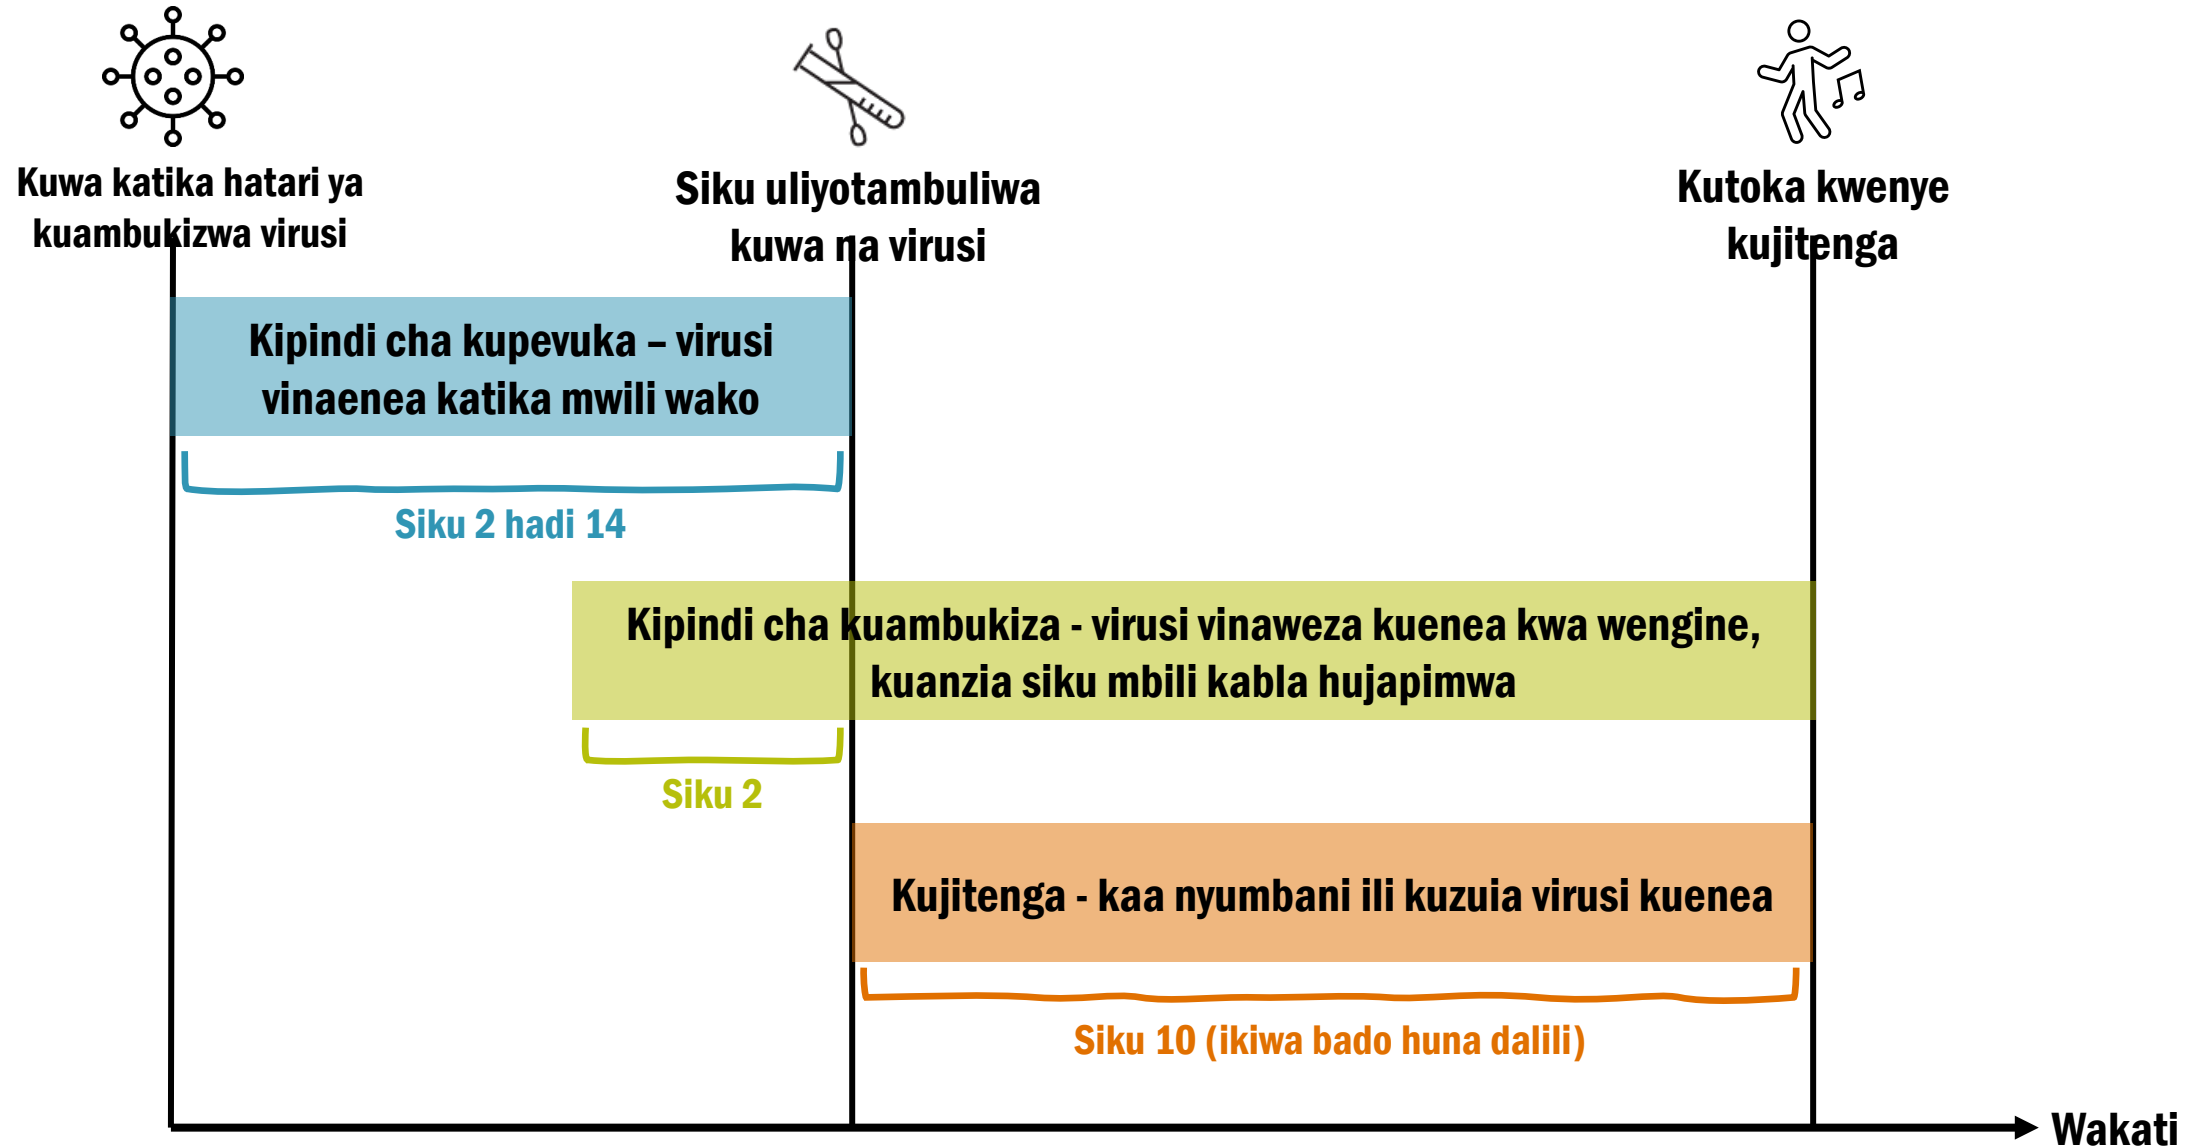 Kuwa katika hatari ya
kuambukizwa virusi
Siku uliyotambuliwa
kuwa na virusi
Kutoka kwenye
kujitenga
Kipindi cha kupevuka – virusi
vinaenea katika mwili wako
Siku 2 hadi 14
Kipindi cha kuambukiza - virusi vinaweza kuenea kwa wengine,
kuanzia siku mbili kabla hujapimwa
Siku 2
Kujitenga - kaa nyumbani ili kuzuia virusi kuenea
Siku 10 (ikiwa bado huna dalili)
Wakati